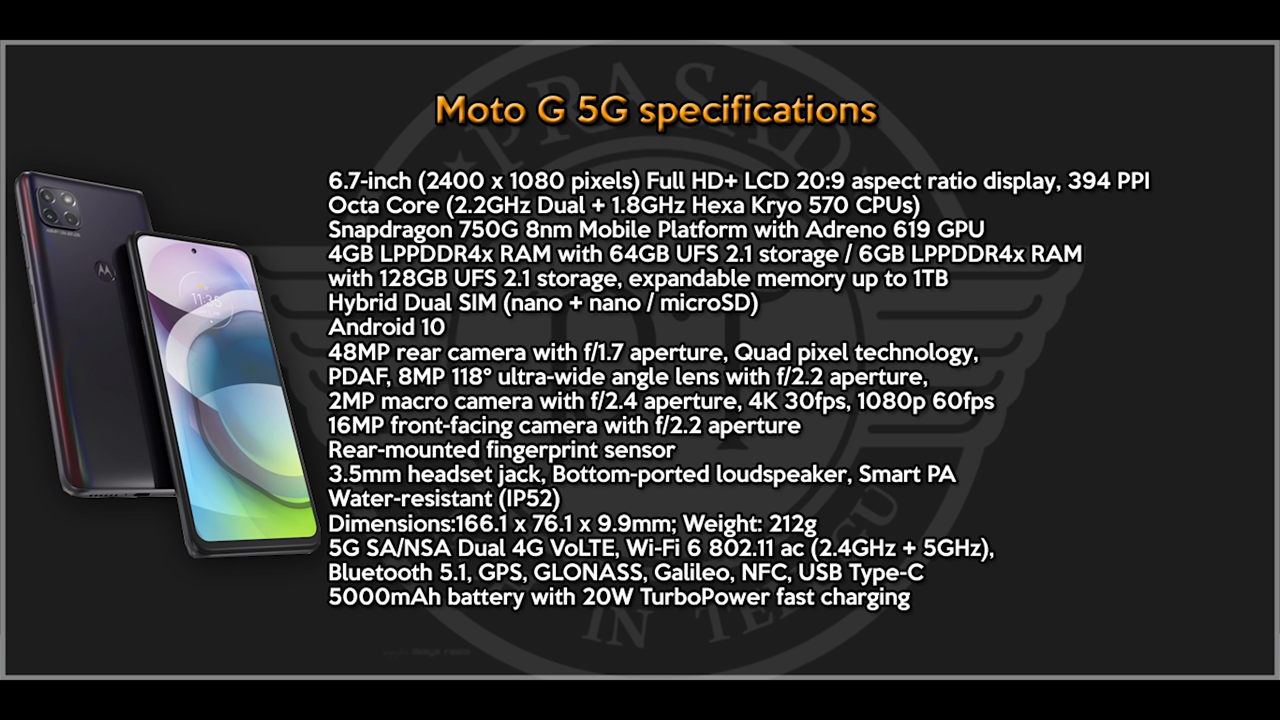 Moto G 5G specifications
6.7-inch (2400 x 1080 pixels) Full HD+ LCD 20:9 aspect ratio display, 394 PPI
Octa Core (2.2GHz Dual + 1.8GHz Hexa Kryo 570 CPUs)
Snapdragon 750G 8nm Mobile Platform with Adreno 619 GPU
4GB LPPDDR4x RAM with 64GB UFS 2.1 storage / 6GB LPPDDR4x RAM
with 128GB UFS 2.1 storage, expandable memory up to 1TB
Hybrid Dual SIM (nano + nano / microSD)
Android 10
48MP rear camera with f/1.7 aperture, Quad pixel technology,
PDAF, 8MP 118° ultra-wide angle lens with f/2.2 aperture,
2MP macro camera with f/2.4 aperture, 4K 30fps, 1080p 60fps
16MP front-facing camera with f/2.2 aperture
Rear-mounted fingerprint sensor
3.5mm headset jack, Bottom-ported loudspeaker, Smart PA
Water-resistant (IP52)
Dimensions:166.1 x 76.1 x 9.9mm; Weight: 212g
5G SA/NSA Dual 4G VoLTE, Wi-Fi 6 802.11 ac (2.4GHz + 5GHz),
Bluetooth 5.1, GPS, GLONASS, Galileo, NFC, USB Type-C
5000mAh battery with 20W TurboPower fast charging
PRASAD
IN TELUGU
11:35